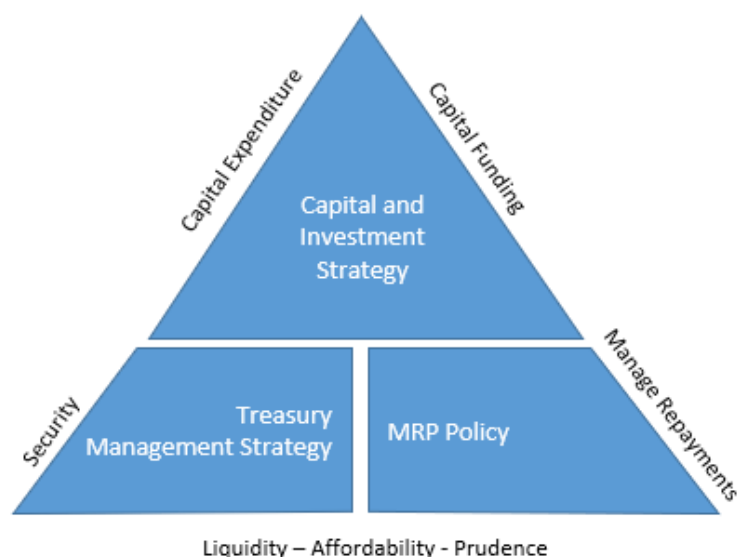 Capital Expenditure
Capital Funding
Capital and
Investment
Strategy
Security
Treasury
Management Strategy
MRP Policy
Manage Repayments
Liquidity – Affordability - Prudence